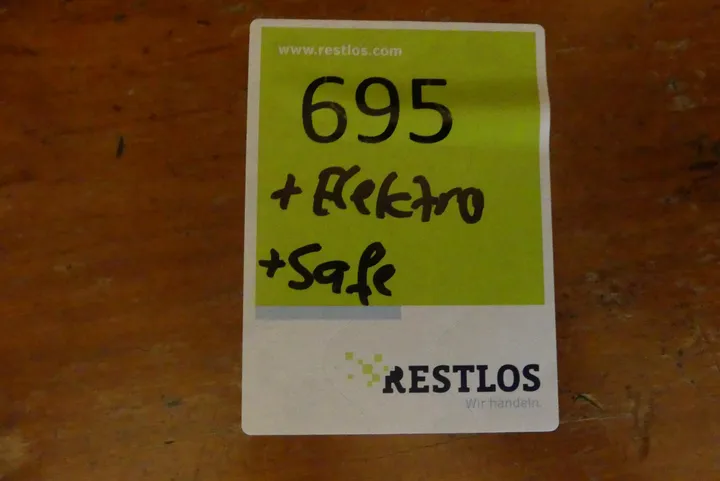 www.restlos.com
695
+ Elektro
+ Safe
RESTLOS
Wir handeln.